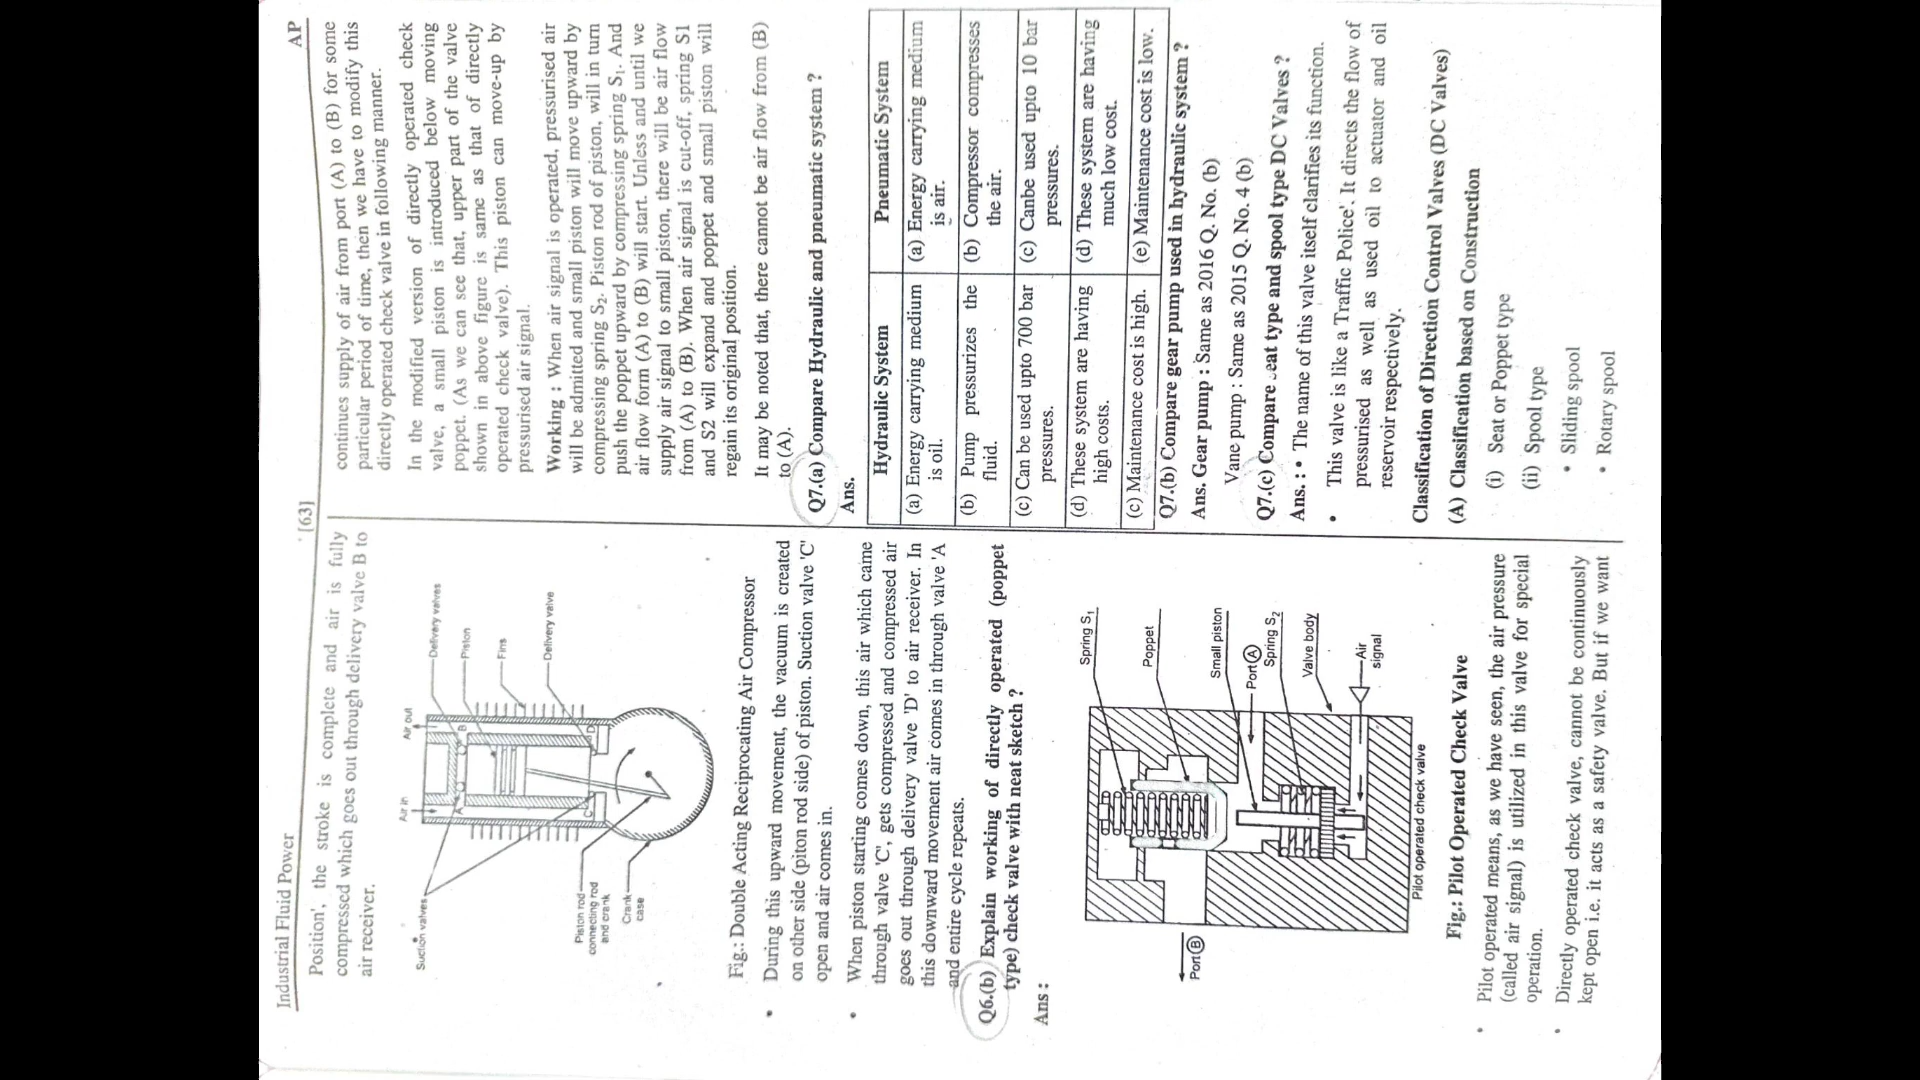 Industrial Fluid Power [63] AP
Position', the stroke is complete and air is fully
compressed which goes out through delivery valve B to
air receiver.
Air in
Air out
Delivery valves
Piston
Fins
Delivery valve
A
B
C
D
Suction valves
Piston rod
connecting rod
and crank
Crank
case
Fig.: Double Acting Reciprocating Air Compressor
• During this upward movement, the vacuum is created
on other side (piton rod side) of piston. Suction valve 'C'
open and air comes in.
• When piston starting comes down, this air which came
through valve 'C', gets compressed and compressed air
goes out through delivery valve 'D' to air receiver. In
this downward movement air comes in through valve 'A
and entire cycle repeats.
Q6.(b) Explain working of directly operated (poppet
type) check valve with neat sketch ?
Ans :
Spring S1
Poppet
Small piston
Port A
Spring S2
Valve body
Air
signal
Port B
Pilot operated check valve
Fig.: Pilot Operated Check Valve
• Pilot operated means, as we have seen, the air pressure
(called air signal) is utilized in this valve for special
operation.
• Directly operated check valve, cannot be continuously
kept open i.e. it acts as a safety valve. But if we want
continues supply of air from port (A) to (B) for some
particular period of time, then we have to modify this
directly operated check valve in following manner.
In the modified version of directly operated check
valve, a small piston is introduced below moving
poppet. (As we can see that, upper part of the valve
shown in above figure is same as that of directly
operated check valve). This piston can move-up by
pressurised air signal.
Working : When air signal is operated, pressurised air
will be admitted and small piston will move upward by
compressing spring S2. Piston rod of piston, will in turn
push the poppet upward by compressing spring S1. And
air flow form (A) to (B) will start. Unless and until we
supply air signal to small piston, there will be air flow
from (A) to (B). When air signal is cut-off, spring S1
and S2 will expand and poppet and small piston will
regain its original position.
It may be noted that, there cannot be air flow from (B)
to (A).
Q7.(a) Compare Hydraulic and pneumatic system ?
Ans.
Hydraulic System Pneumatic System
(a) Energy carrying medium
is oil.
(a) Energy carrying medium
is air.
(b) Pump pressurizes the
fluid.
(b) Compressor compresses
the air.
(c) Can be used upto 700 bar
pressures.
(c) Canbe used upto 10 bar
pressures.
(d) These system are having
high costs.
(d) These system are having
much low cost.
(c) Maintenance cost is high. (e) Maintenance cost is low.
Q7.(b) Compare gear pump used in hydraulic system ?
Ans. Gear pump : Same as 2016 Q. No. (b)
Vane pump : Same as 2015 Q. No. 4 (b)
Q7.(c) Compare seat type and spool type DC Valves ?
Ans. : • The name of this valve itself clarifies its function.
• This valve is like a Traffic Police'. It directs the flow of
pressurised as well as used oil to actuator and oil
reservoir respectively.
Classification of Direction Control Valves (DC Valves)
(A) Classification based on Construction
(i) Seat or Poppet type
(ii) Spool type
• Sliding spool
• Rotary spool